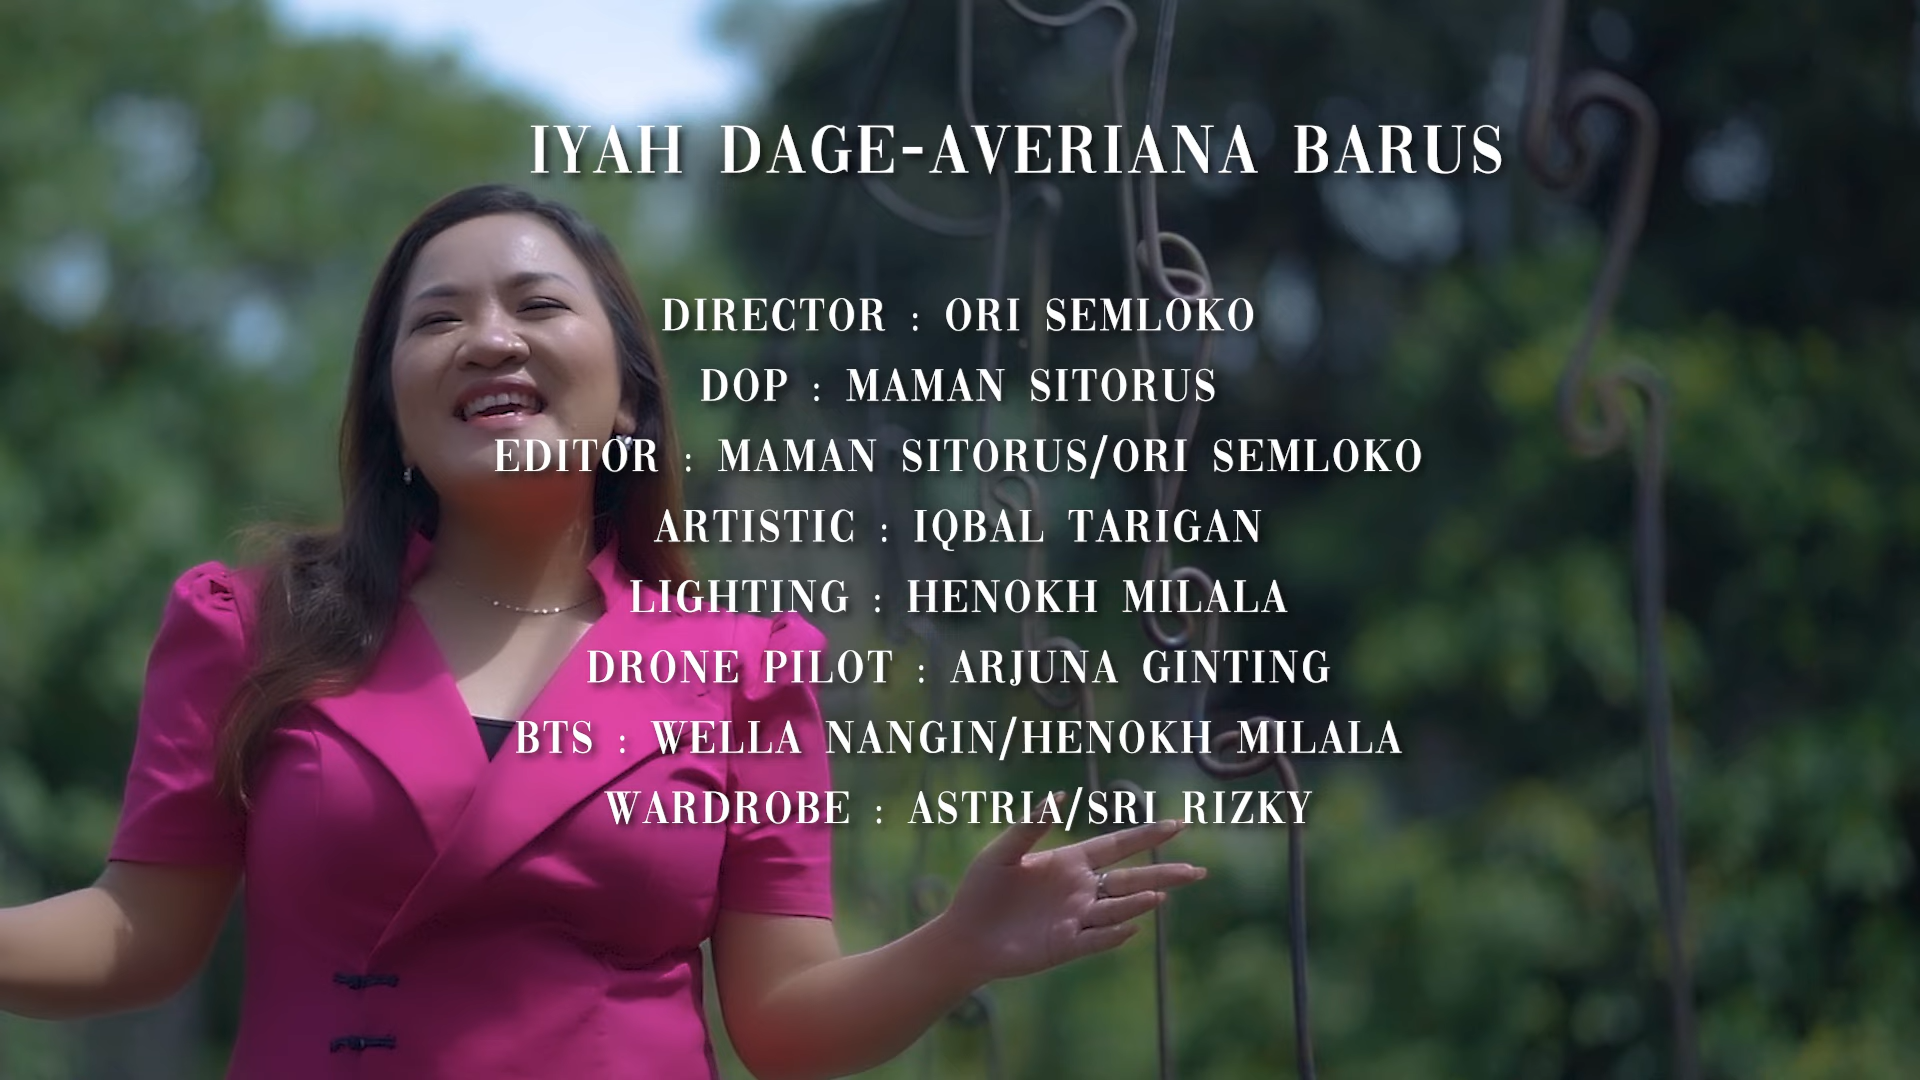 IYAH DAGE-AVERIANA BARUS
DIRECTOR : ORI SEMLOKO
DOP : MAMAN SITORUS
EDITOR : MAMAN SITORUS/ORI SEMLOKO
ARTISTIC : IQBAL TARIGAN
LIGHTING : HENOKH MILALA
DRONE PILOT : ARJUNA GINTING
BTS : WELLA NANGIN/HENOKH MILALA
WARDROBE : ASTRIA/SRI RIZKY